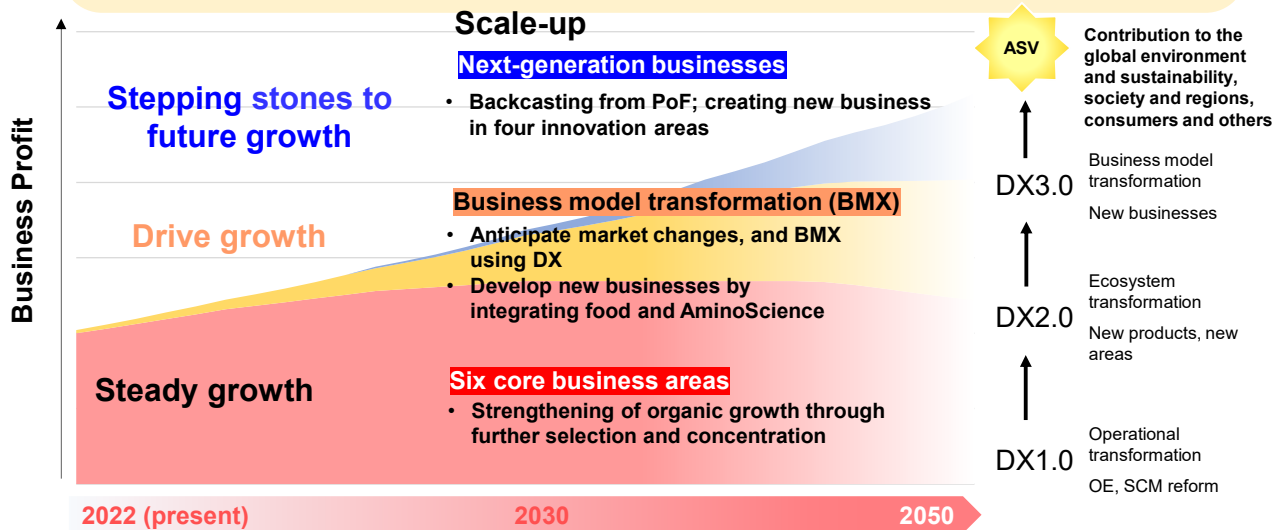 Scale-up
Next-generation businesses
• Backcasting from PoF; creating new business
in four innovation areas
Stepping stones to
future growth
Business model transformation (BMX)
• Anticipate market changes, and BMX
using DX
• Develop new businesses by
integrating food and AminoScience
Drive growth
Six core business areas
• Strengthening of organic growth through
further selection and concentration
Steady growth
Business Profit
2022 (present)
2030
2050
ASV
Contribution to the
global environment
and sustainability,
society and regions,
consumers and others
DX3.0
Business model
transformation
New businesses
DX2.0
Ecosystem
transformation
New products, new
areas
DX1.0
Operational
transformation
OE, SCM reform